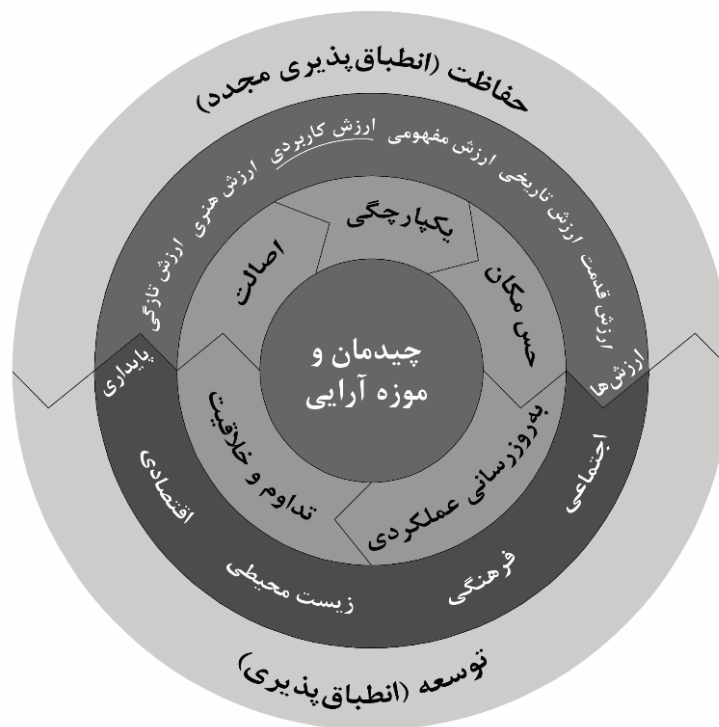 حفاظت (انطباق‌پذیری مجدد)
ارزش‌ها
ارزش قدمت
ارزش تاریخی
ارزش مفهومی
ارزش کاربردی
ارزش هنری
ارزش تازگی
حس مکان
یکپارچگی
اصالت
چیدمان و
موزه آرایی
به‌روزرسانی عملکردی
تداوم و خلاقیت
پایداری
اجتماعی
فرهنگی
زیست محیطی
اقتصادی
توسعه (انطباق‌پذیری)